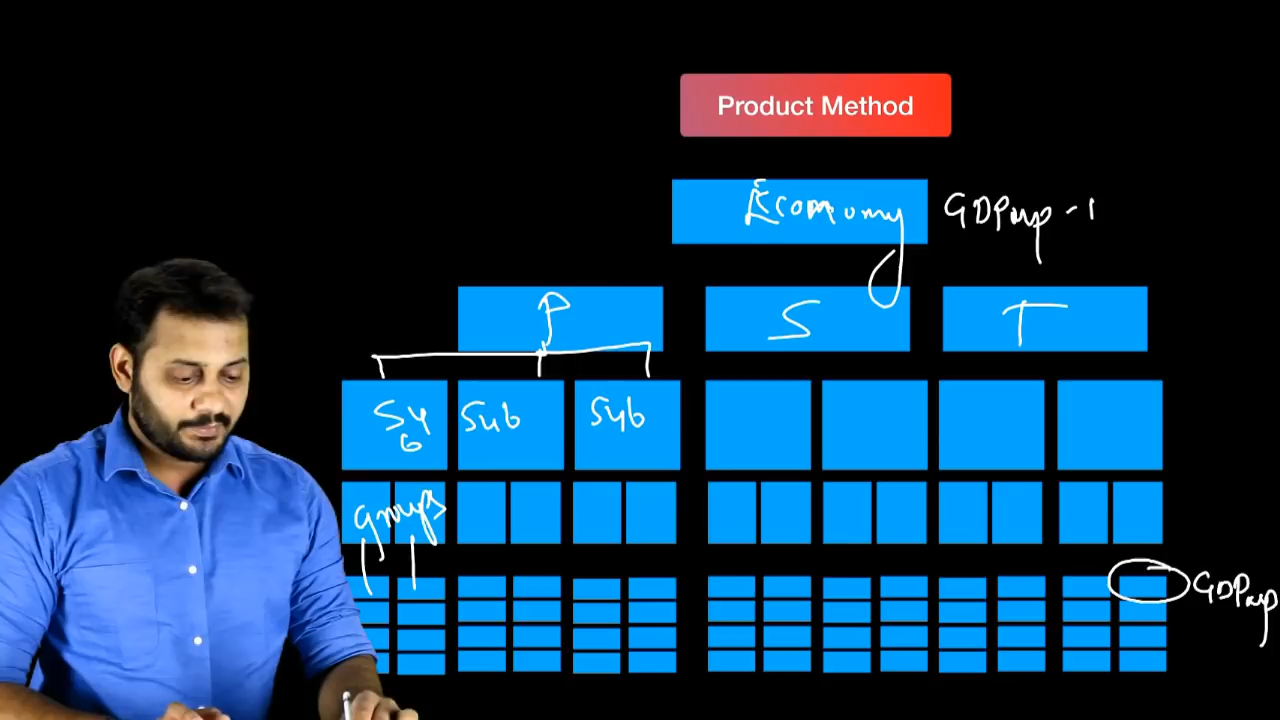 Product Method
Economy GDPmp - 1
P S T
Sub Sub Sub
groups
GDPmp